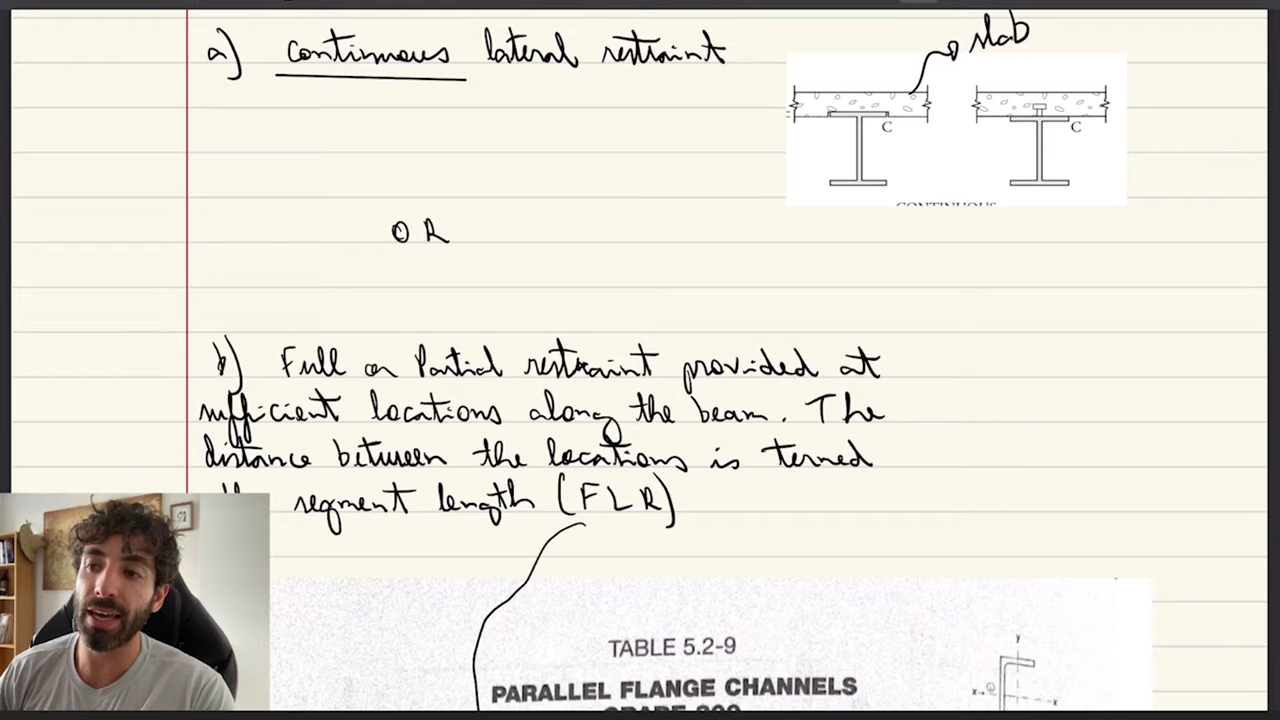 a) continuous lateral restraint
slab
C
C
CONTINUOUS
OR
b) Full or Partial restraint provided at
sufficient locations along the beam. The
distance between the locations is termed
segment length (FLR)
TABLE 5.2-9
PARALLEL FLANGE CHANNELS
y
x
x